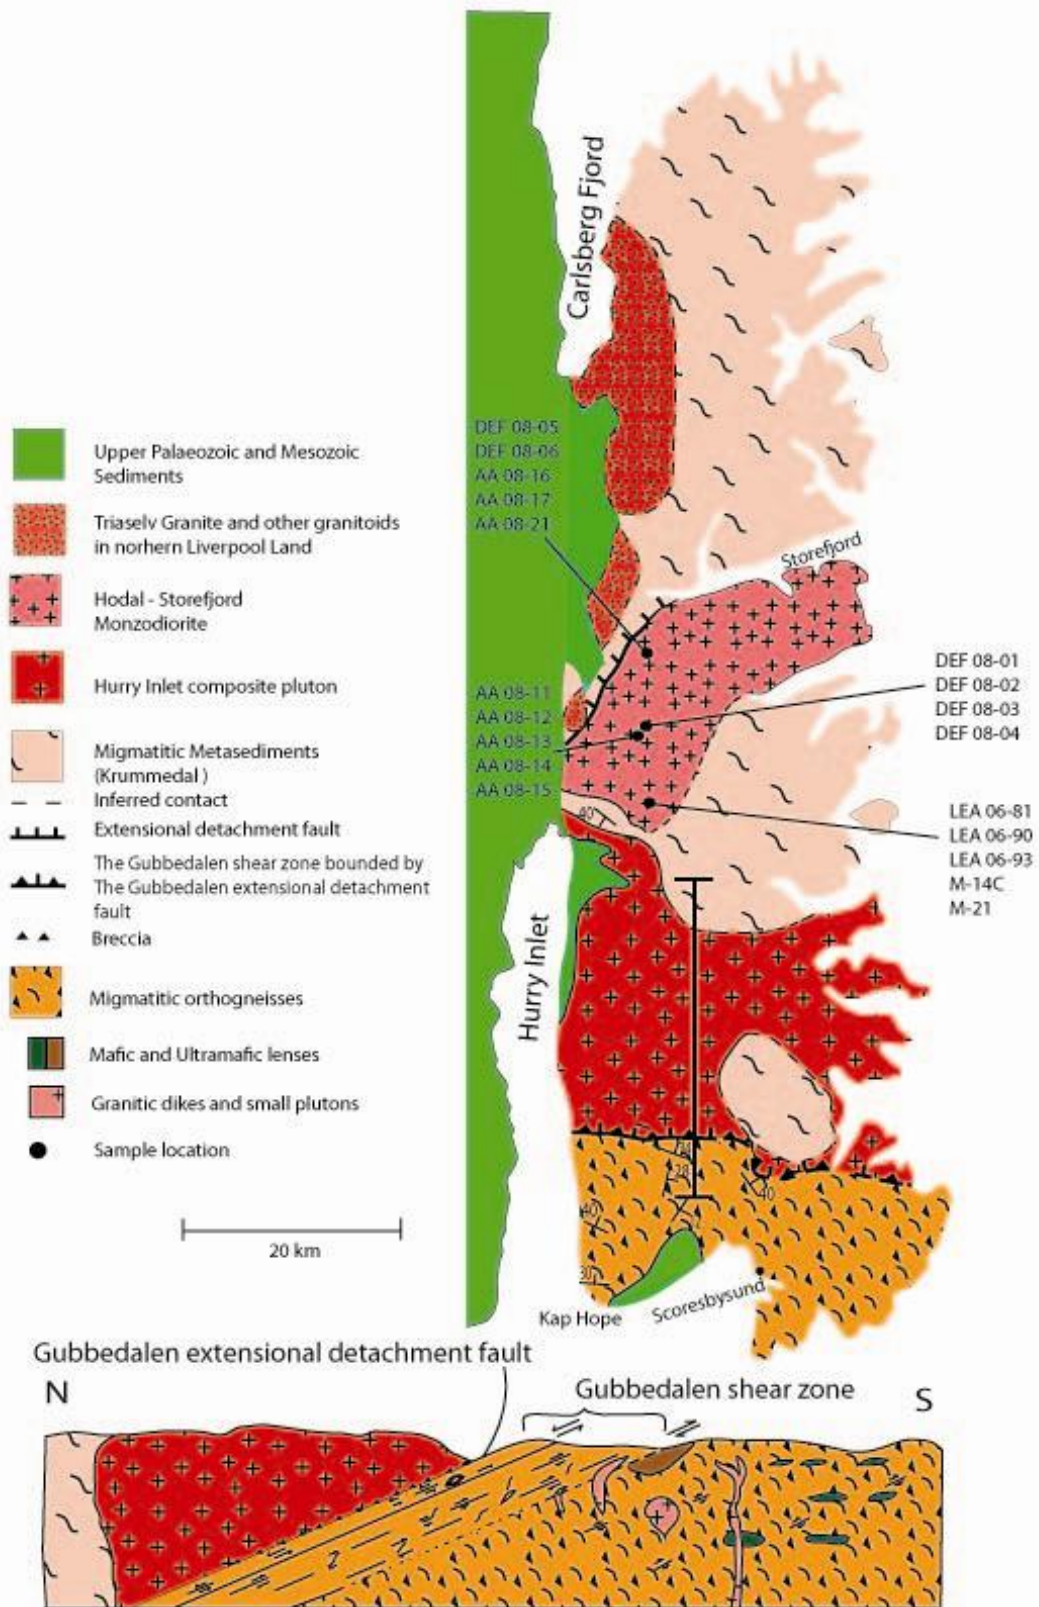 Carlsberg Fjord
DEF 08-05
DEF 08-06
AA 08-16
AA 08-17
AA 08-21
Upper Palaeozoic and Mesozoic
Sediments
Triaselv Granite and other granitoids
in norhern Liverpool Land
Hodal - Storefjord
Monzodiorite
Hurry Inlet composite pluton
Migmatitic Metasediments
(Krummedal )
Inferred contact
Extensional detachment fault
The Gubbedalen shear zone bounded by
The Gubbedalen extensional detachment
fault
Breccia
Migmatitic orthogneisses
Mafic and Ultramafic lenses
Granitic dikes and small plutons
Sample location
20 km
Storefjord
AA 08-11
AA 08-12
AA 08-13
AA 08-14
AA 08-15
DEF 08-01
DEF 08-02
DEF 08-03
DEF 08-04
LEA 06-81
LEA 06-90
LEA 06-93
M-14C
M-21
40
Hurry Inlet
28
40
40
30
Kap Hope
Scoresbysund
Gubbedalen extensional detachment fault
N
Gubbedalen shear zone
S